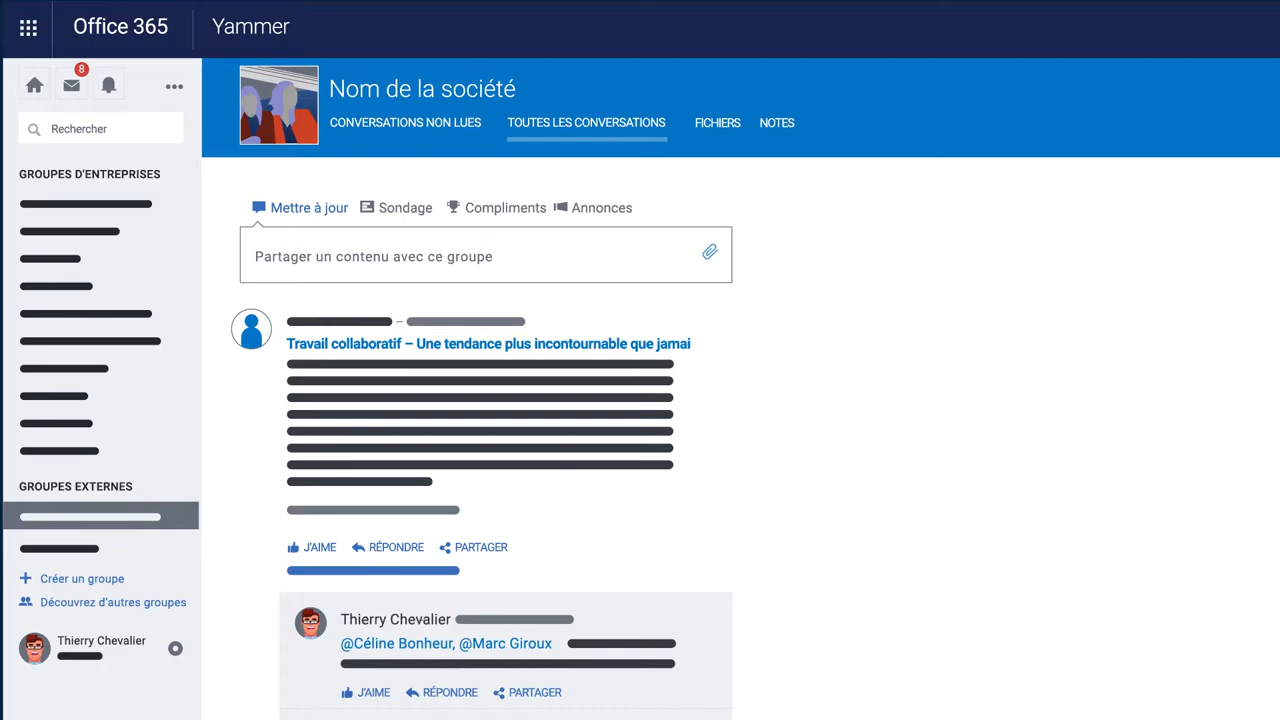 Office 365
Yammer
8
Rechercher
GROUPES D'ENTREPRISES
GROUPES EXTERNES
Créer un groupe
Découvrez d'autres groupes
Thierry Chevalier
Nom de la société
CONVERSATIONS NON LUES TOUTES LES CONVERSATIONS FICHIERS NOTES
Mettre à jour Sondage Compliments Annonces
Partager un contenu avec ce groupe
Travail collaboratif – Une tendance plus incontournable que jamai
J'AIME RÉPONDRE PARTAGER
Thierry Chevalier
@Céline Bonheur, @Marc Giroux
J'AIME RÉPONDRE PARTAGER